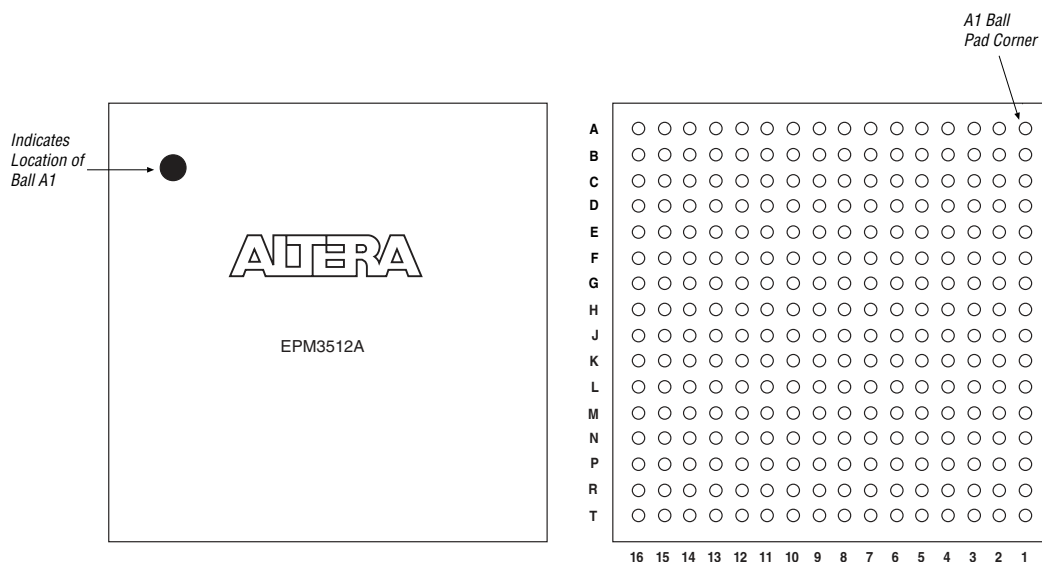 A1 Ball
Pad Corner
Indicates
Location of
Ball A1
ALTERA
EPM3512A
A
B
C
D
E
F
G
H
J
K
L
M
N
P
R
T
16 15 14 13 12 11 10 9 8 7 6 5 4 3 2 1